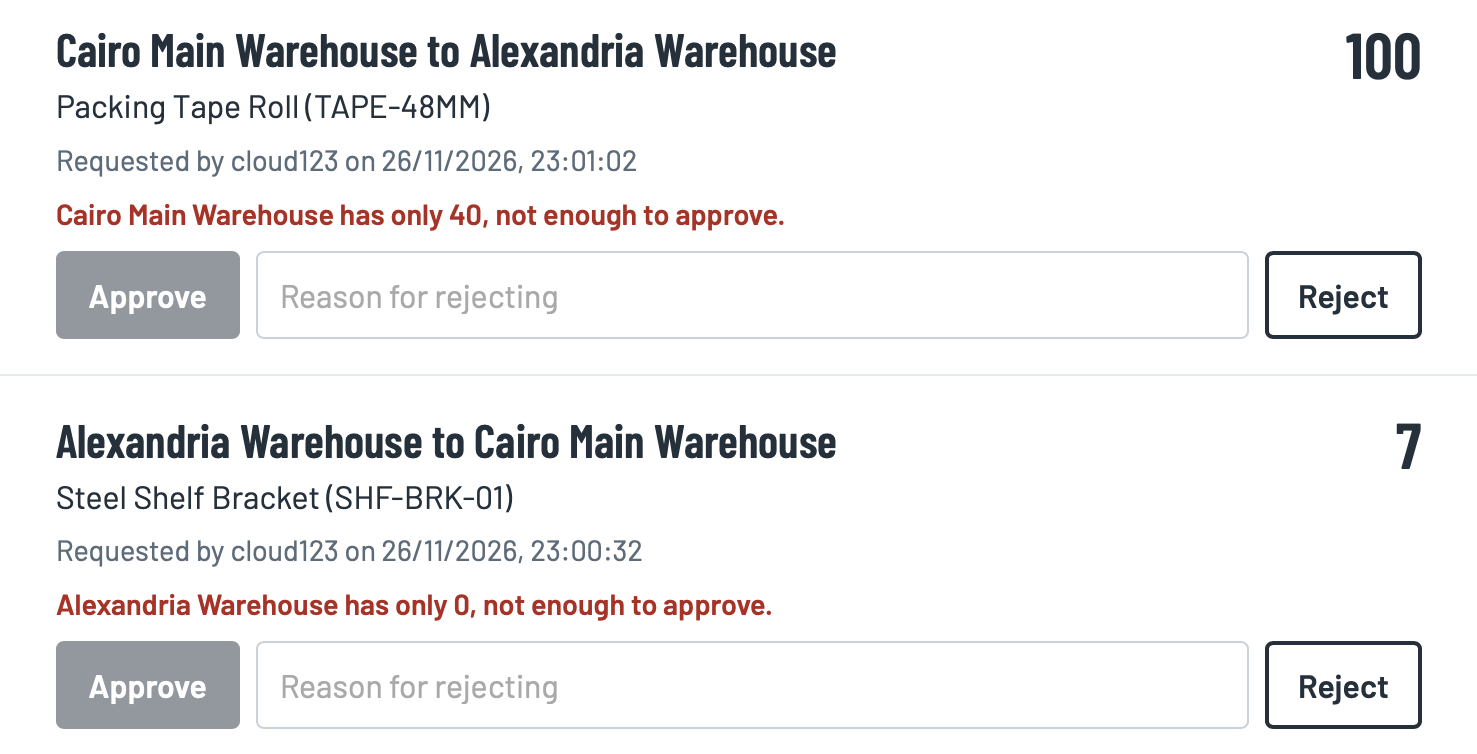 Cairo Main Warehouse to Alexandria Warehouse
100
Packing Tape Roll (TAPE-48MM)
Requested by cloud123 on 26/11/2026, 23:01:02
Cairo Main Warehouse has only 40, not enough to approve.
Approve
Reason for rejecting
Reject
Alexandria Warehouse to Cairo Main Warehouse
7
Steel Shelf Bracket (SHF-BRK-01)
Requested by cloud123 on 26/11/2026, 23:00:32
Alexandria Warehouse has only 0, not enough to approve.
Approve
Reason for rejecting
Reject